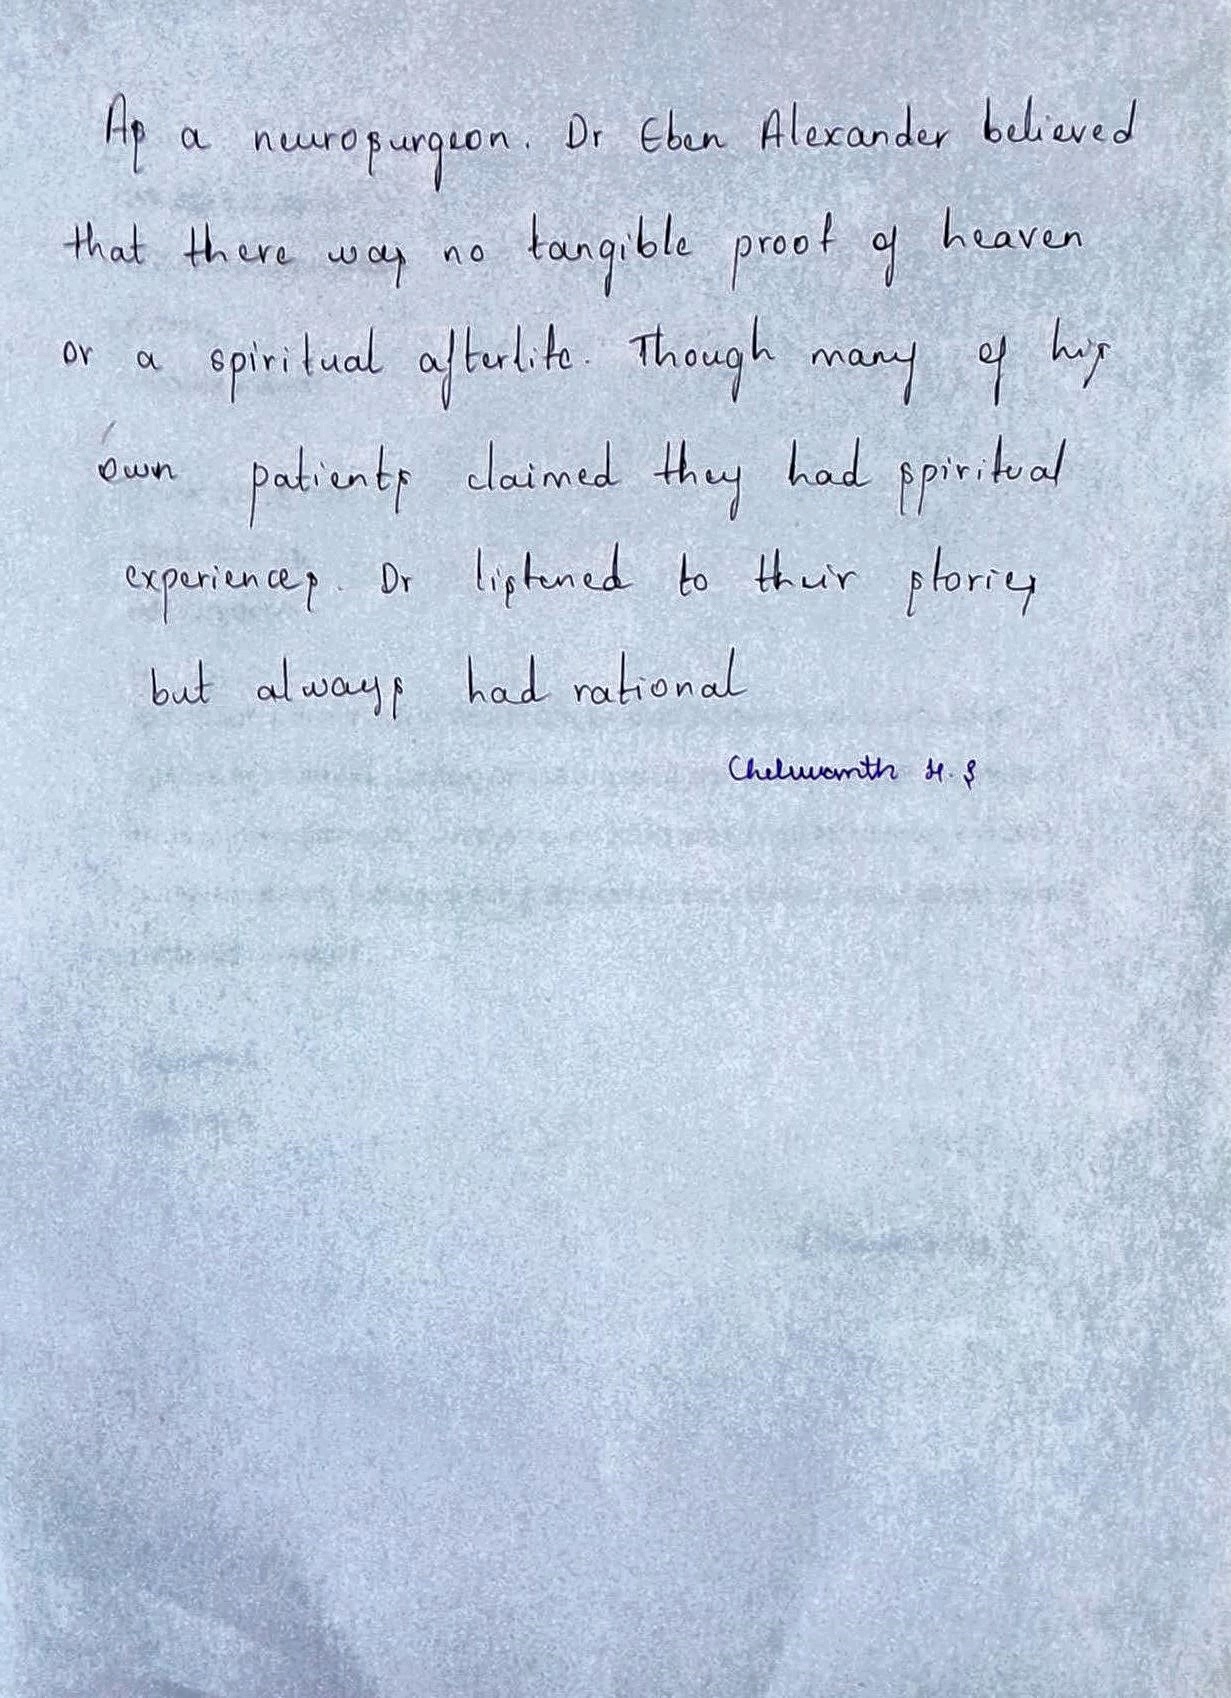 As a neurosurgeon. Dr Eben Alexander believed
that there was no tangible proof of heaven
or a spiritual afterlife. Though many of his
own patients claimed they had spiritual
experiences. Dr listened to their stories
but always had rational
Cheluvamth H. S